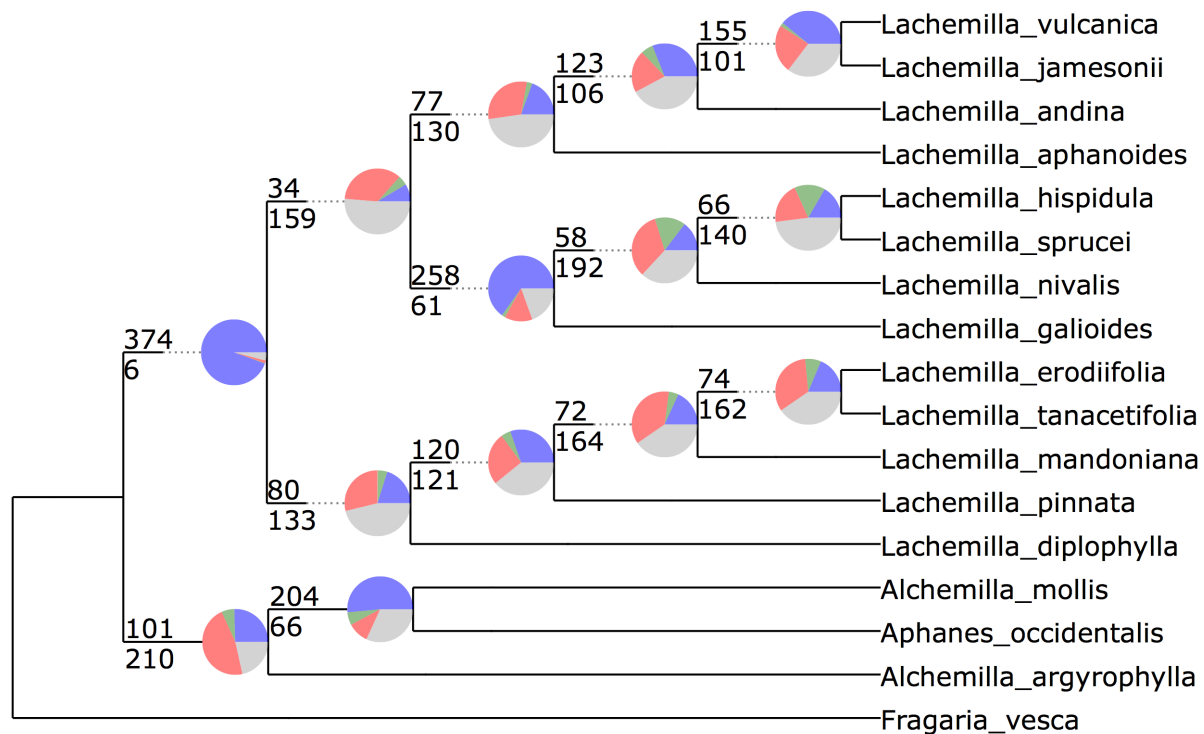 155
101
Lachemilla_vulcanica
Lachemilla_jamesonii
123
106
Lachemilla_andina
77
130
Lachemilla_aphanoides
34
159
Lachemilla_hispidula
66
140
Lachemilla_sprucei
58
192
Lachemilla_nivalis
258
61
Lachemilla_galioides
374
6
Lachemilla_erodiifolia
74
162
Lachemilla_tanacetifolia
72
164
Lachemilla_mandoniana
120
121
Lachemilla_pinnata
80
133
Lachemilla_diplophylla
204
66
Alchemilla_mollis
101
210
Aphanes_occidentalis
Alchemilla_argyrophylla
Fragaria_vesca